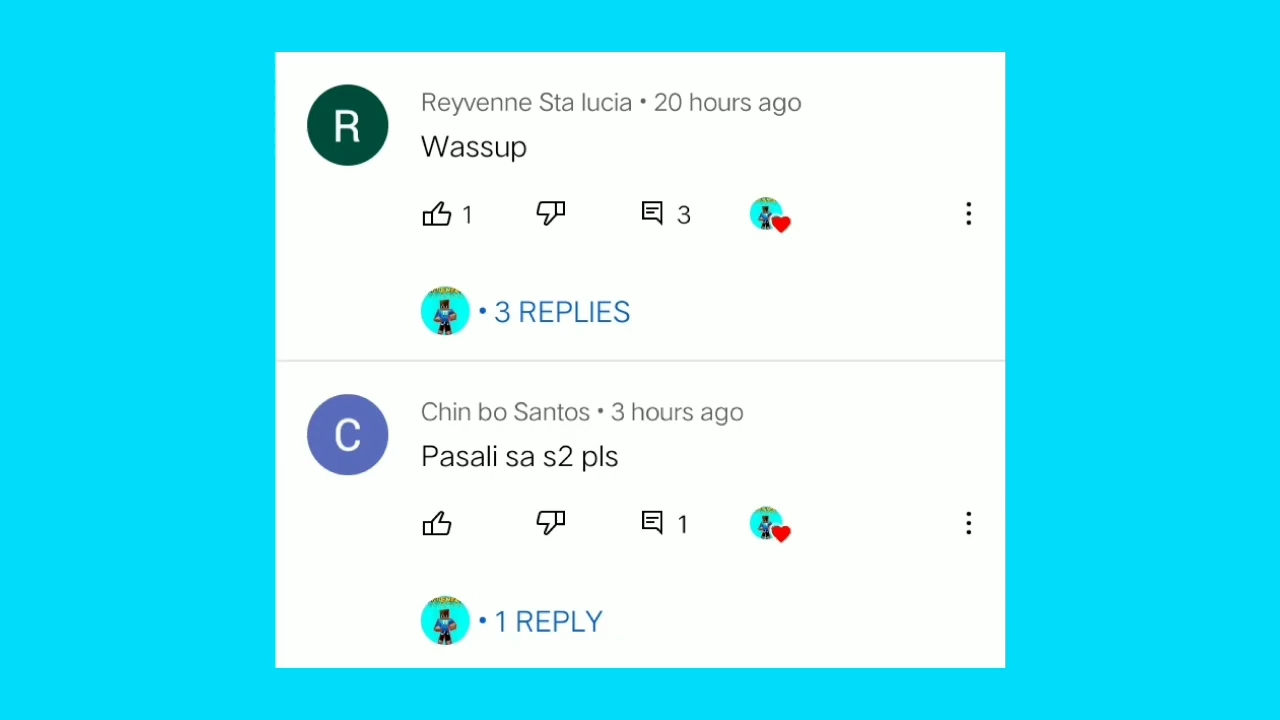 R
Reyvenne Sta lucia • 20 hours ago
Wassup
1
3
• 3 REPLIES
C
Chin bo Santos • 3 hours ago
Pasali sa s2 pls
1
• 1 REPLY